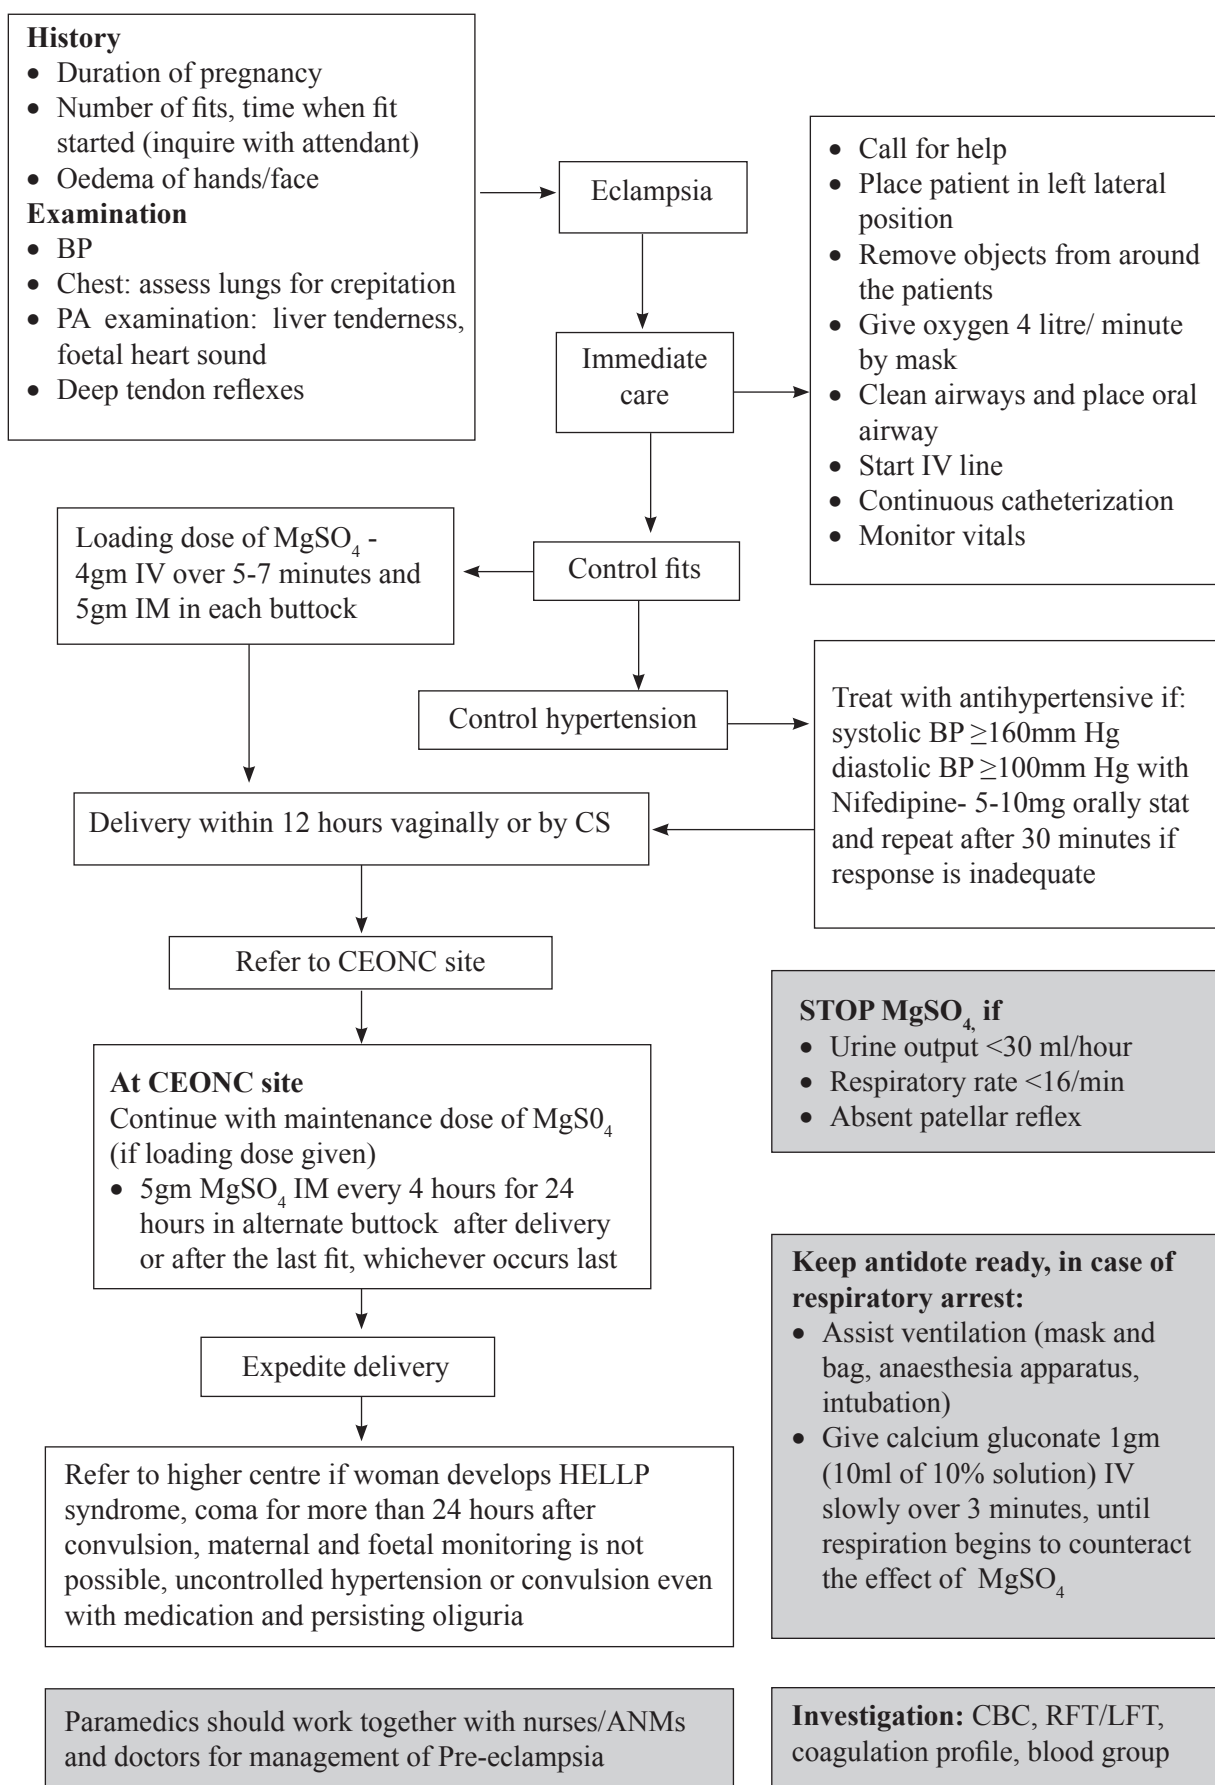 History
• Duration of pregnancy
• Number of fits, time when fit
started (inquire with attendant)
• Oedema of hands/face
Examination
• BP
• Chest: assess lungs for crepitation
• PA examination: liver tenderness,
foetal heart sound
• Deep tendon reflexes
Eclampsia
Immediate
care
• Call for help
• Place patient in left lateral
position
• Remove objects from around
the patients
• Give oxygen 4 litre/ minute
by mask
• Clean airways and place oral
airway
• Start IV line
• Continuous catheterization
• Monitor vitals
Control fits
Loading dose of MgSO4 -
4gm IV over 5-7 minutes and
5gm IM in each buttock
Control hypertension
Treat with antihypertensive if:
systolic BP ≥160mm Hg
diastolic BP ≥100mm Hg with
Nifedipine- 5-10mg orally stat
and repeat after 30 minutes if
response is inadequate
Delivery within 12 hours vaginally or by CS
Refer to CEONC site
At CEONC site
Continue with maintenance dose of MgS04
(if loading dose given)
• 5gm MgSO4 IM every 4 hours for 24
hours in alternate buttock after delivery
or after the last fit, whichever occurs last
Expedite delivery
Refer to higher centre if woman develops HELLP
syndrome, coma for more than 24 hours after
convulsion, maternal and foetal monitoring is not
possible, uncontrolled hypertension or convulsion even
with medication and persisting oliguria
STOP MgSO4, if
• Urine output <30 ml/hour
• Respiratory rate <16/min
• Absent patellar reflex
Keep antidote ready, in case of
respiratory arrest:
• Assist ventilation (mask and
bag, anaesthesia apparatus,
intubation)
• Give calcium gluconate 1gm
(10ml of 10% solution) IV
slowly over 3 minutes, until
respiration begins to counteract
the effect of MgSO4
Paramedics should work together with nurses/ANMs
and doctors for management of Pre-eclampsia
Investigation: CBC, RFT/LFT,
coagulation profile, blood group